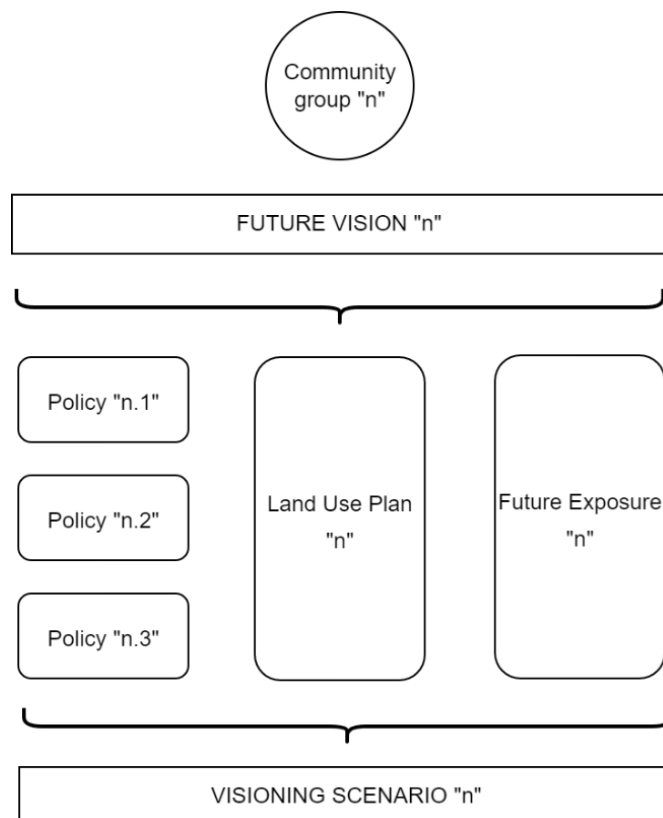 Community
group "n"
FUTURE VISION "n"
Policy "n.1"
Policy "n.2"
Policy "n.3"
Land Use Plan
"n"
Future Exposure
"n"
VISIONING SCENARIO "n"